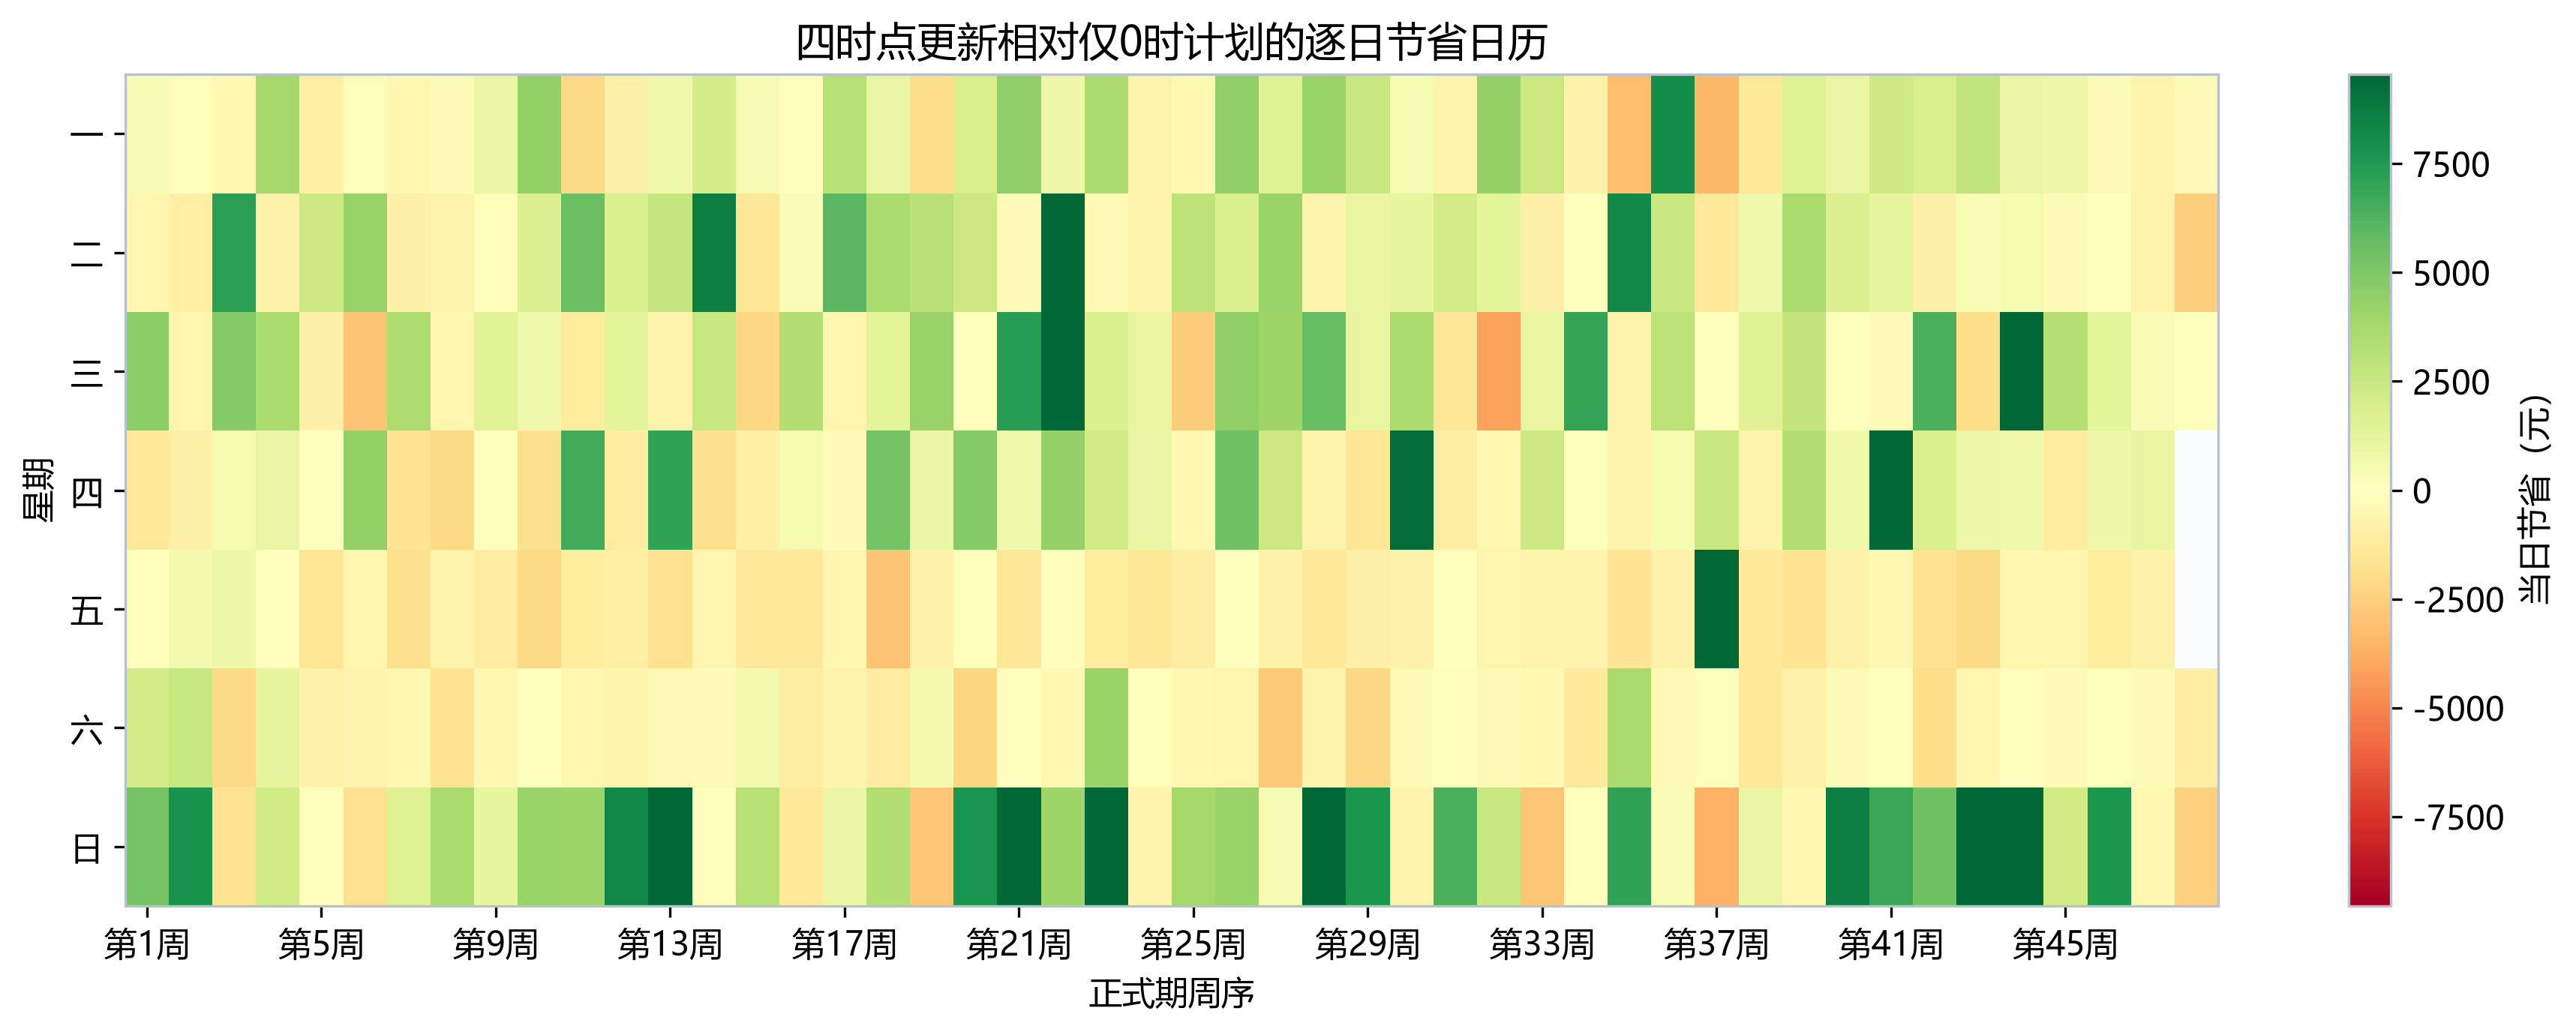 四时点更新相对仅0时计划的逐日节省日历
星期
一
二
三
四
五
六
日
第1周 第5周 第9周 第13周 第17周 第21周 第25周 第29周 第33周 第37周 第41周 第45周
正式期周序
7500
5000
2500
0
-2500
-5000
-7500
当日节省（元）